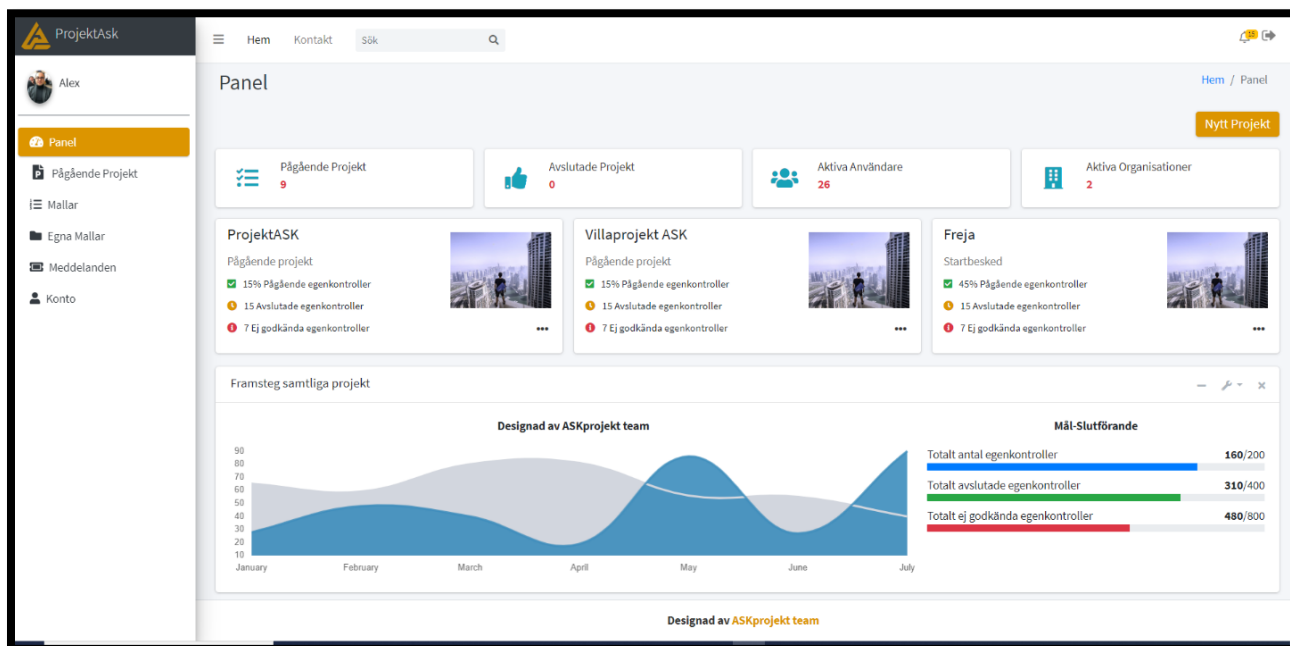 ProjektAsk
Hem Kontakt Sök
15
Alex
Panel
Hem / Panel
Nytt Projekt
Panel
Pågående Projekt
Mallar
Egna Mallar
Meddelanden
Konto
Pågående Projekt
9
Avslutade Projekt
0
Aktiva Användare
26
Aktiva Organisationer
2
ProjektASK
Pågående projekt
15% Pågående egenkontroller
15 Avslutade egenkontroller
7 Ej godkända egenkontroller
Villaprojekt ASK
Pågående projekt
15% Pågående egenkontroller
15 Avslutade egenkontroller
7 Ej godkända egenkontroller
Freja
Startbesked
45% Pågående egenkontroller
15 Avslutade egenkontroller
7 Ej godkända egenkontroller
Framsteg samtliga projekt
Designad av ASKprojekt team
90
80
70
60
50
40
30
20
10
January February March April May June July
Mål-Slutförande
Totalt antal egenkontroller 160/200
Totalt avslutade egenkontroller 310/400
Totalt ej godkända egenkontroller 480/800
Designad av ASKprojekt team